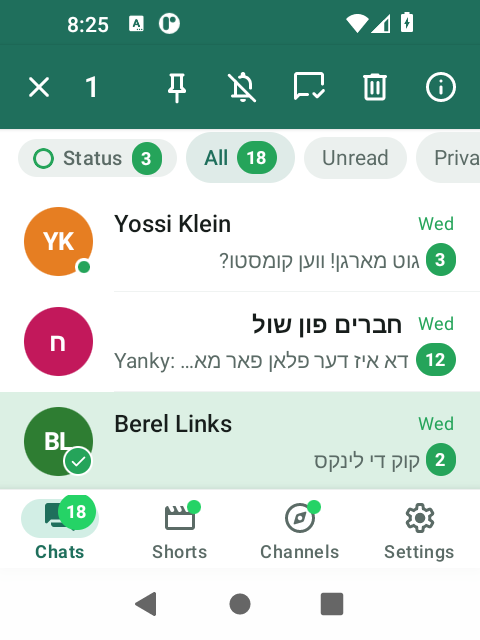 8:25
1
Status 3
All 18
Unread
Priva
YK
Yossi Klein
Wed
גוט מארגן! ווען קומסטו?
3
ח
חברים פון שול
Wed
Yanky: דא איז דער פלאן פאר מא...
12
BL
Berel Links
Wed
קוק די לינקס
2
18
Chats
Shorts
Channels
Settings